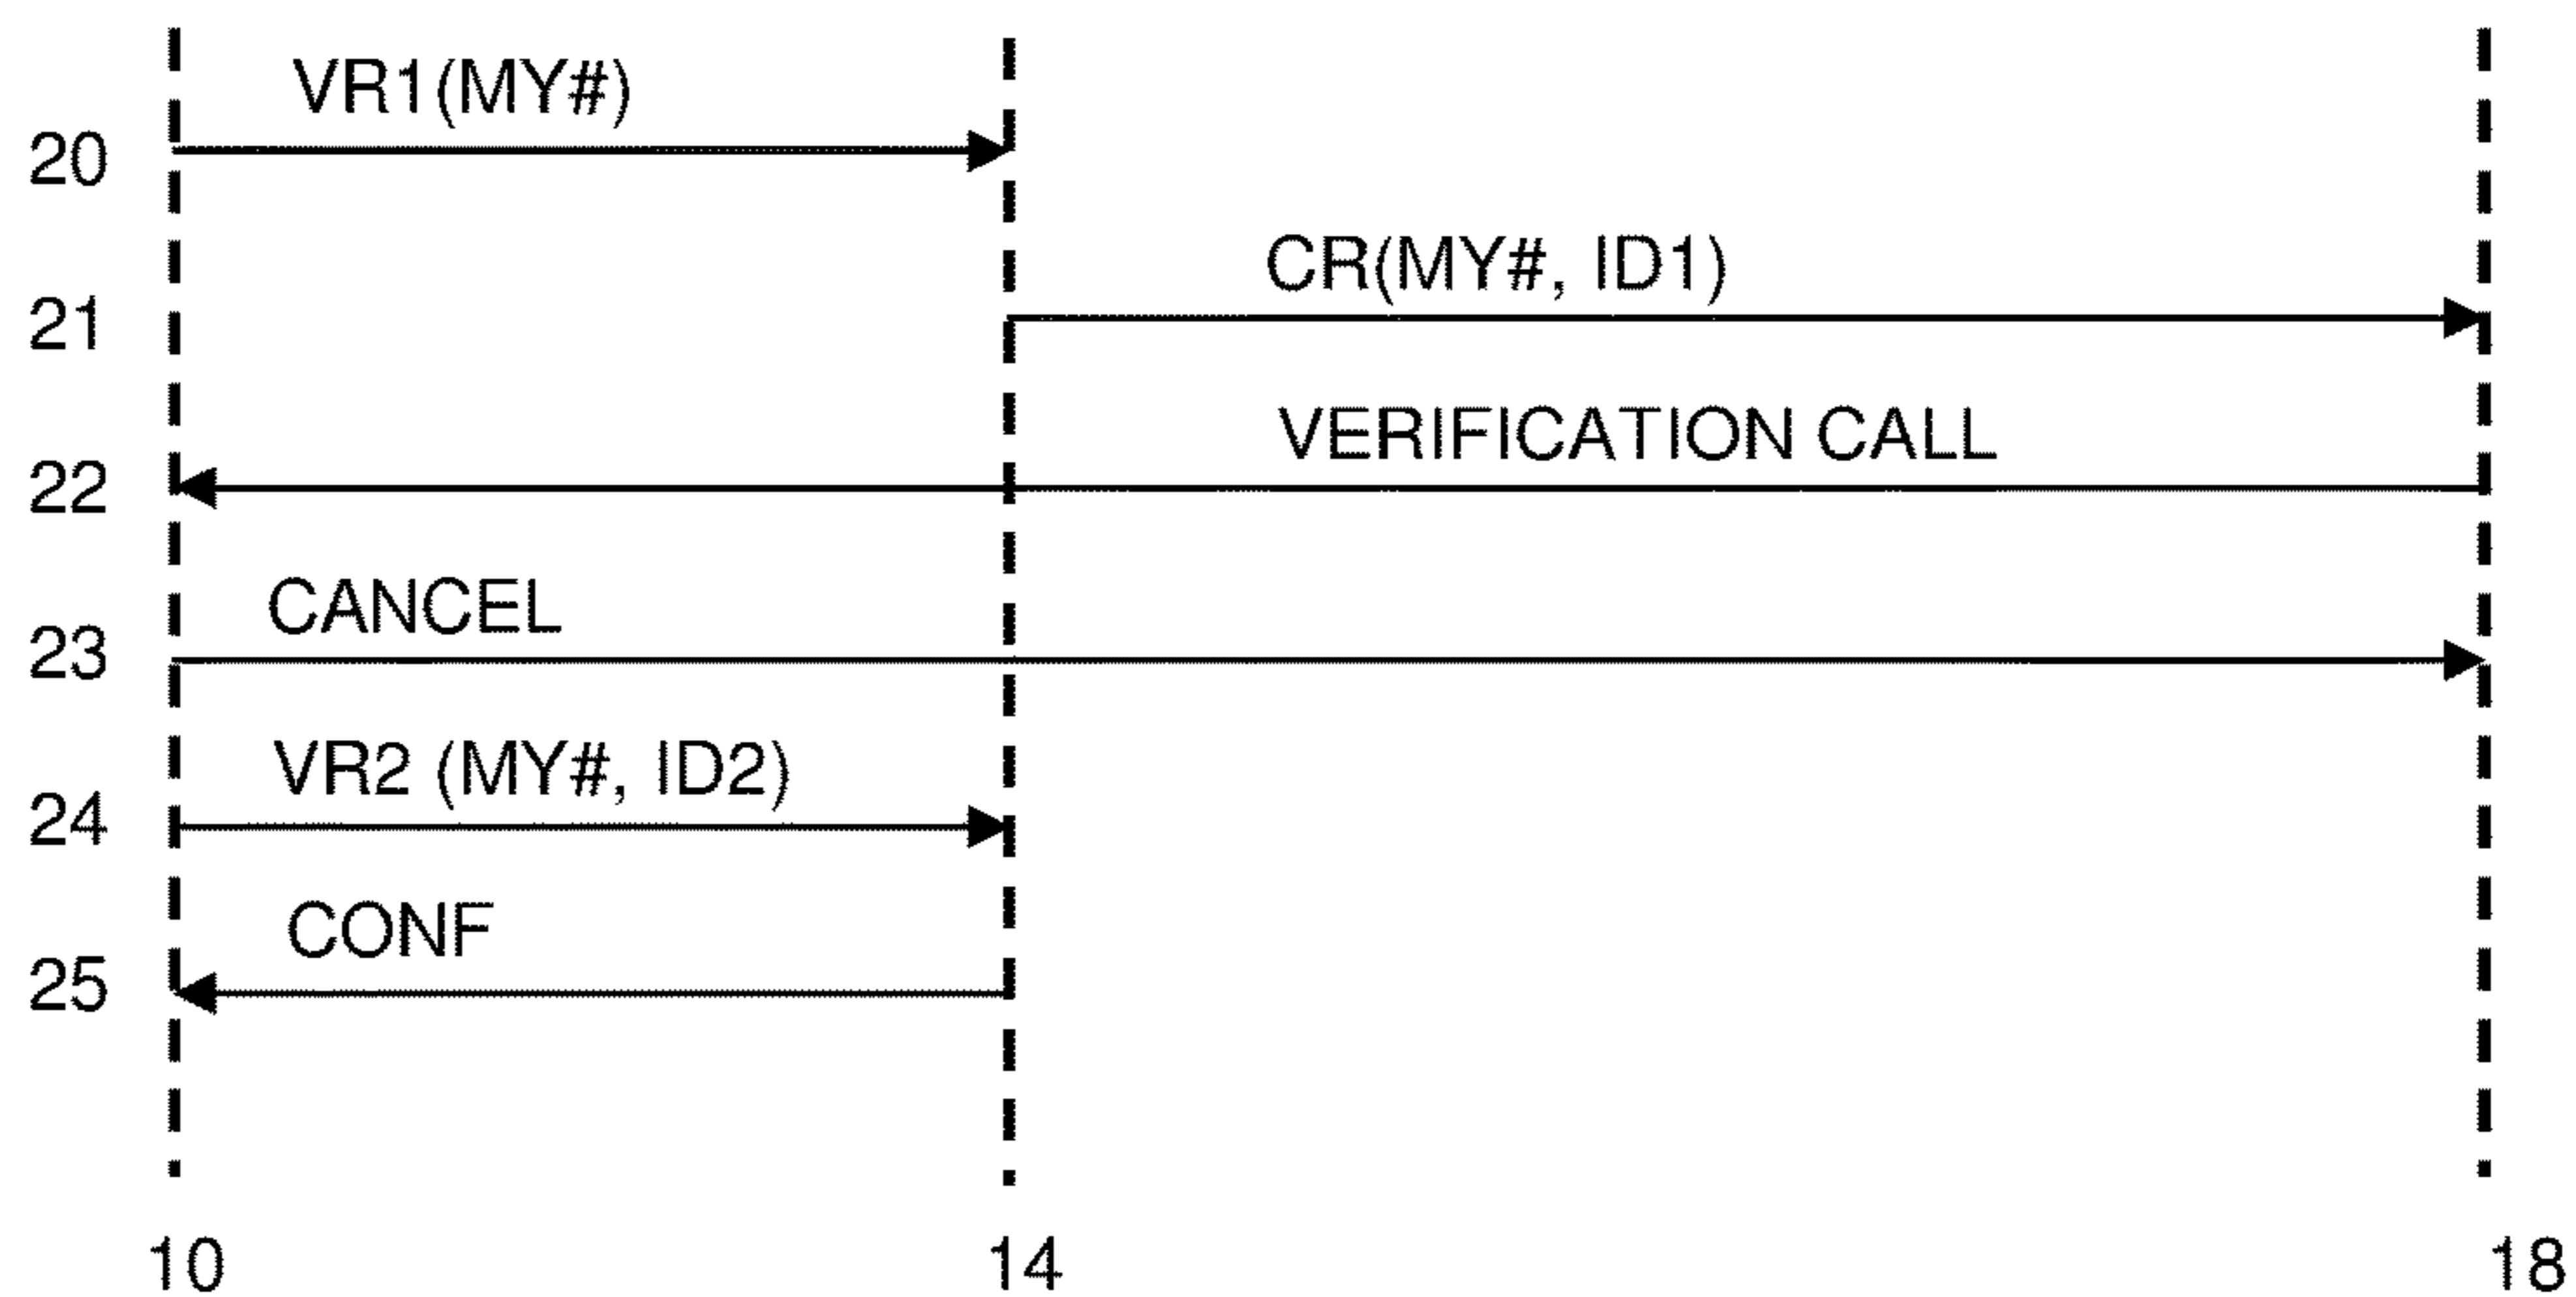 VR1(MY#)
20
CR(MY#, ID1)
21
VERIFICATION CALL
22
CANCEL
23
VR2 (MY#, ID2)
24
CONF
25
10 14 18